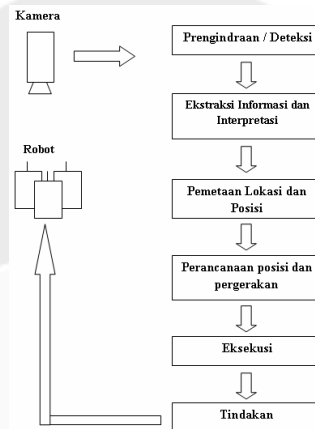 Kamera
Prengindraan / Deteksi
Ekstraksi Informasi dan
Interpretasi
Robot
Pemetaan Lokasi dan
Posisi
Perancanaan posisi dan
pergerakan
Eksekusi
Tindakan